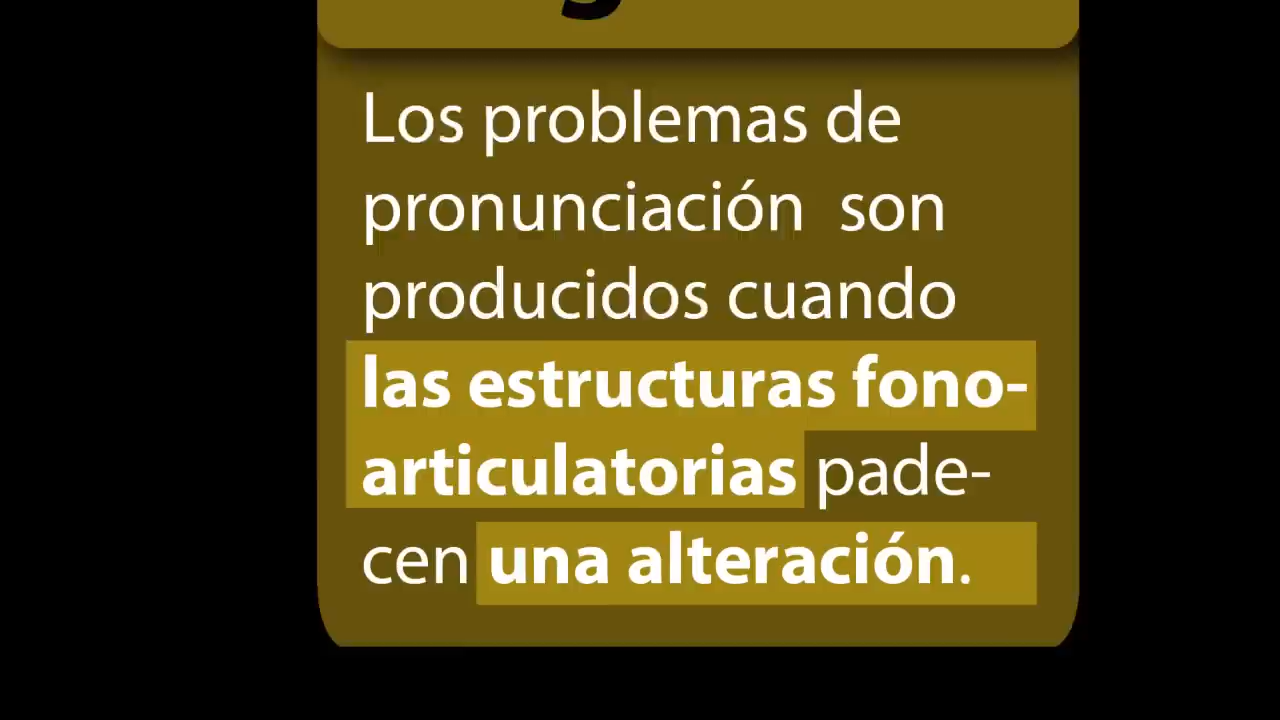 Los problemas de
pronunciación son
producidos cuando
las estructuras fono-
articulatorias pade-
cen una alteración.